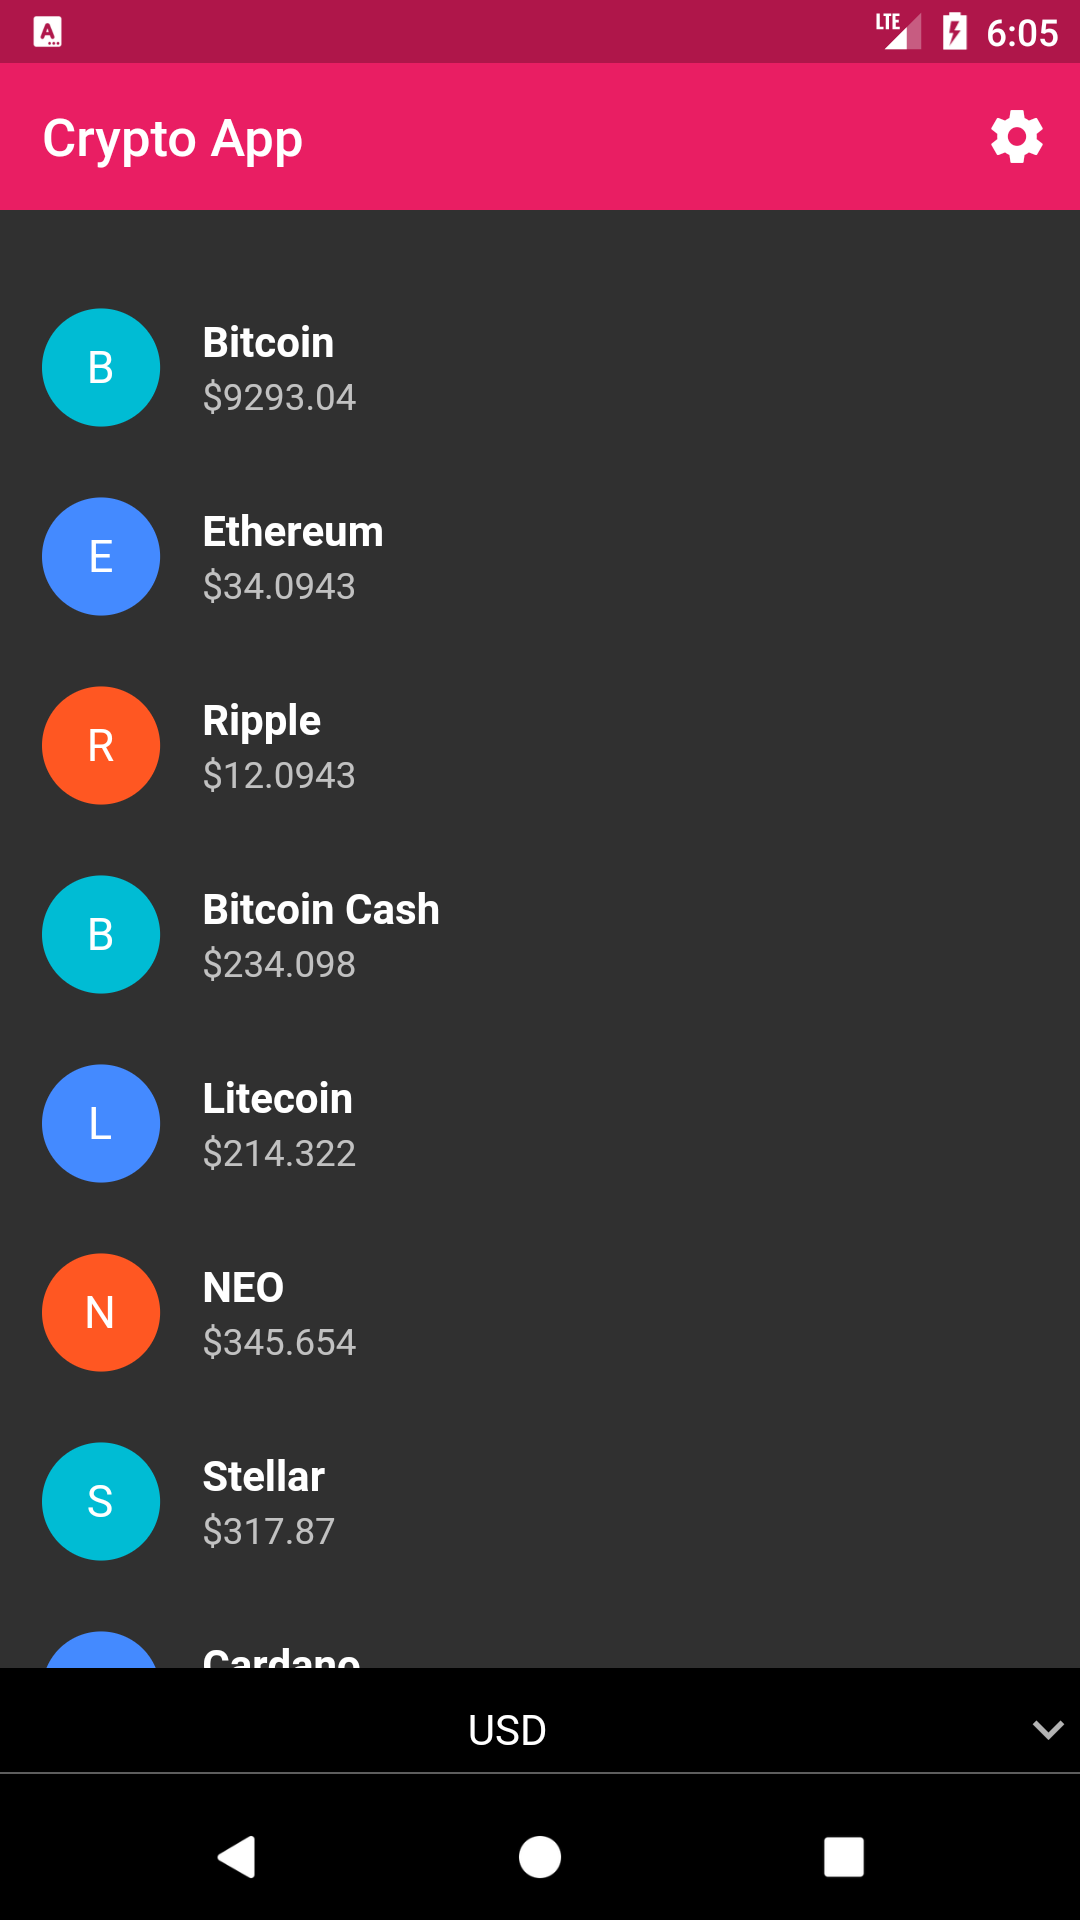 A
LTE
6:05
Crypto App
B
Bitcoin
$9293.04
E
Ethereum
$34.0943
R
Ripple
$12.0943
B
Bitcoin Cash
$234.098
L
Litecoin
$214.322
N
NEO
$345.654
S
Stellar
$317.87
Cardano
USD